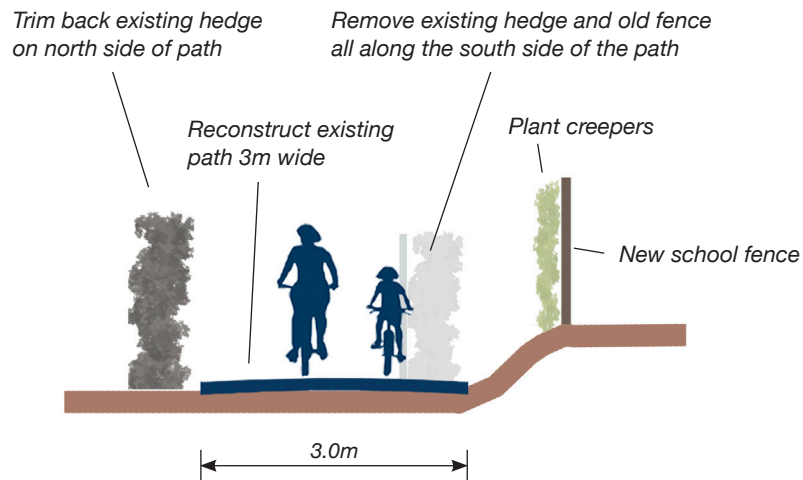 Trim back existing hedge
on north side of path
Remove existing hedge and old fence
all along the south side of the path
Reconstruct existing
path 3m wide
Plant creepers
New school fence
3.0m